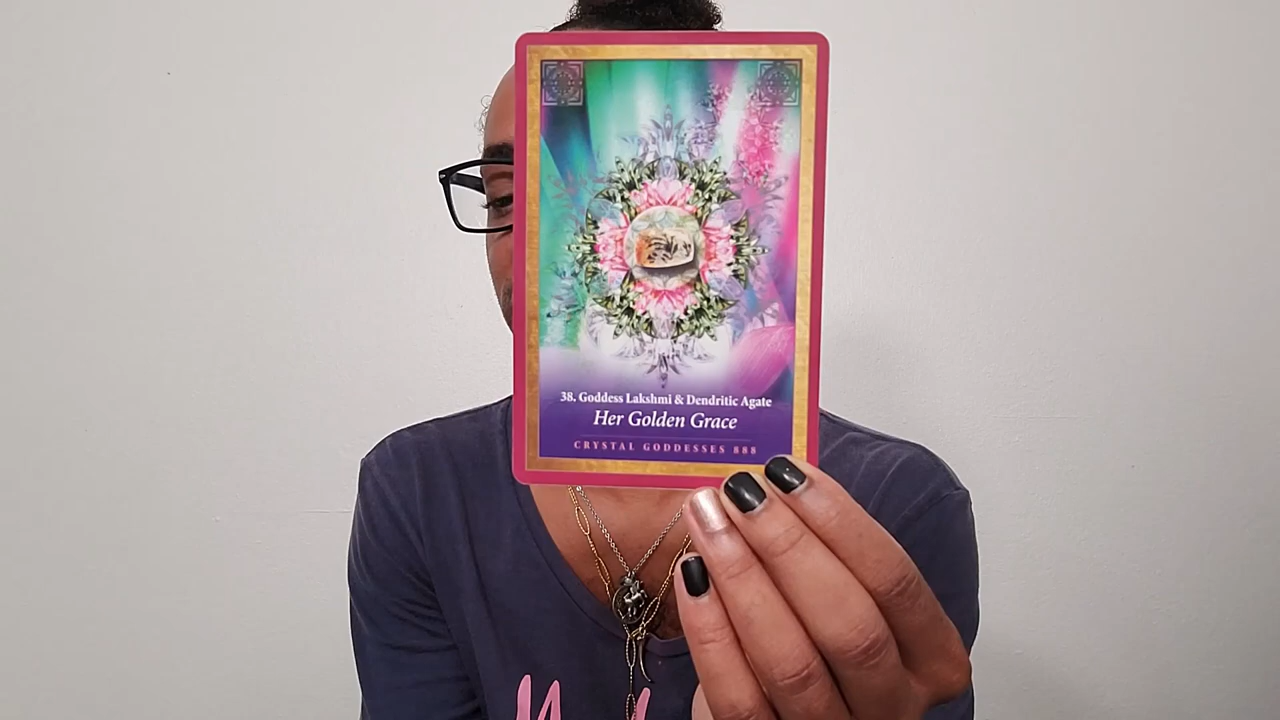 38. Goddess Lakshmi & Dendritic Agate
Her Golden Grace
CRYSTAL GODDESSES 888